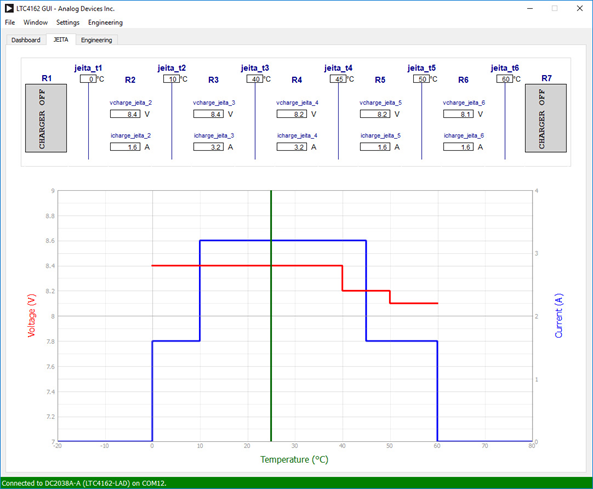 LTC4162 GUI - Analog Devices Inc.
File Window Settings Engineering
Dashboard JEITA Engineering
jeita_t1 jeita_t2 jeita_t3 jeita_t4 jeita_t5 jeita_t6
R1 0 °C R2 10 °C R3 40 °C R4 45 °C R5 50 °C R6 60 °C R7
CHARGER OFF
vcharge_jeita_2 vcharge_jeita_3 vcharge_jeita_4 vcharge_jeita_5 vcharge_jeita_6
8.4 V 8.4 V 8.2 V 8.2 V 8.1 V
icharge_jeita_2 icharge_jeita_3 icharge_jeita_4 icharge_jeita_5 icharge_jeita_6
1.6 A 3.2 A 3.2 A 1.6 A 1.6 A
CHARGER OFF
Voltage (V)
9
8.8
8.6
8.4
8.2
8
7.8
7.6
7.4
7.2
7
4
3
2
1
0
Current (A)
-20 -10 0 10 20 30 40 50 60 70 80
Temperature (°C)
Connected to DC2038A-A (LTC4162-LAD) on COM12.